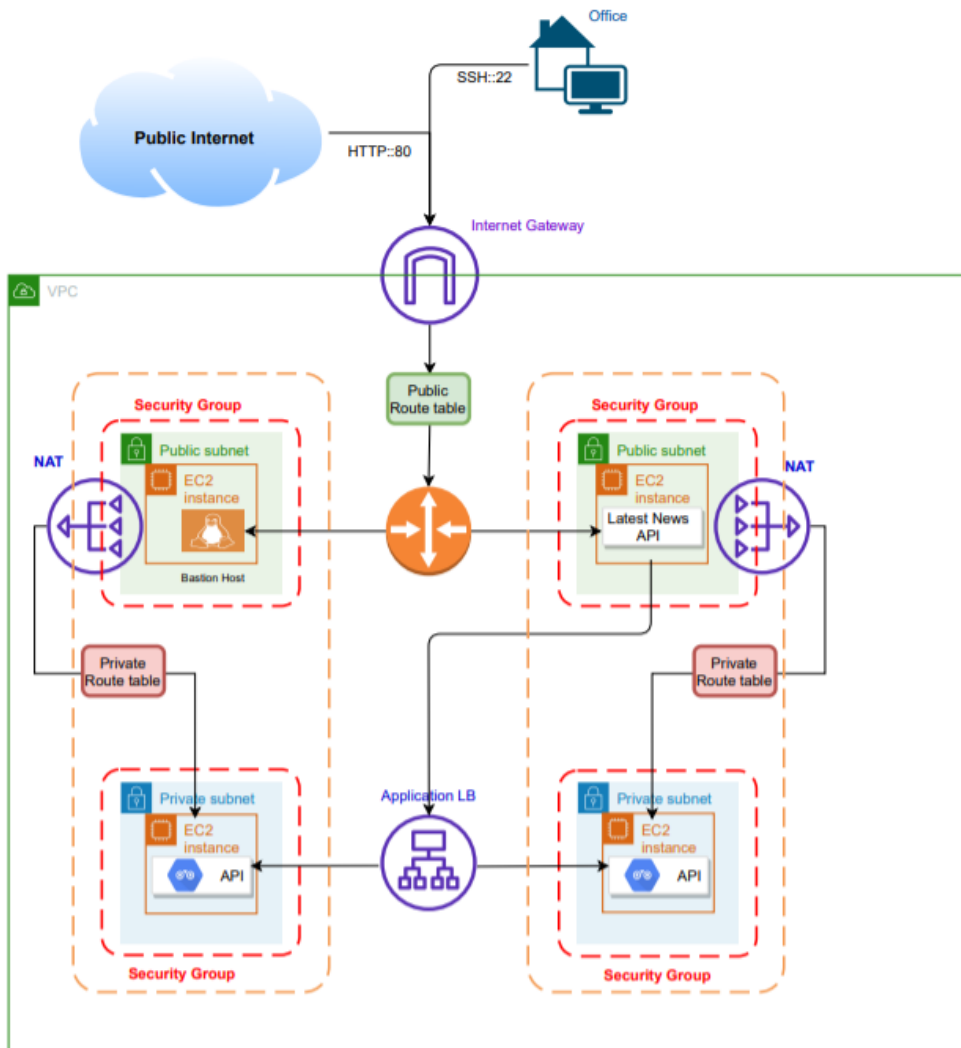 Office
SSH::22
Public Internet
HTTP::80
Internet Gateway
VPC
Public
Route table
Security Group
Security Group
Public subnet
Public subnet
NAT
NAT
EC2
instance
EC2
instance
Latest News
API
Bastion Host
Private
Route table
Private
Route table
Application LB
Private subnet
Private subnet
EC2
instance
EC2
instance
API
API
Security Group
Security Group